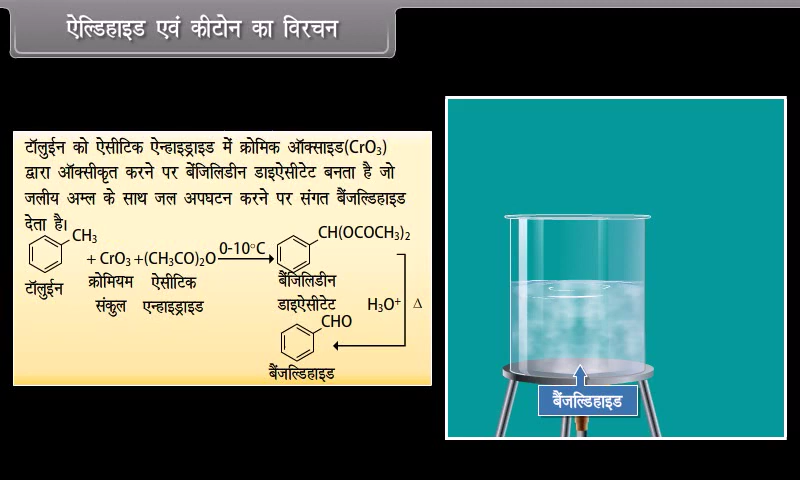 ऐल्डिहाइड एवं कीटोन का विरचन
टॉलुईन को ऐसीटिक ऐन्हाइड्राइड में क्रोमिक ऑक्साइड(CrO₃)
द्वारा ऑक्सीकृत करने पर बेंजिलिडीन डाइऐसीटेट बनता है जो
जलीय अम्ल के साथ जल अपघटन करने पर संगत बैंजल्डिहाइड
देता है।
CH₃
+ CrO₃ +(CH₃CO)₂O
0-10°C
CH(OCOCH₃)₂
टॉलुईन
क्रोमियम
संकुल
ऐसीटिक
एन्हाइड्राइड
बैंजिलिडीन
डाइऐसीटेट
H₃O⁺ Δ
CHO
बैंजल्डिहाइड
बैंजल्डिहाइड